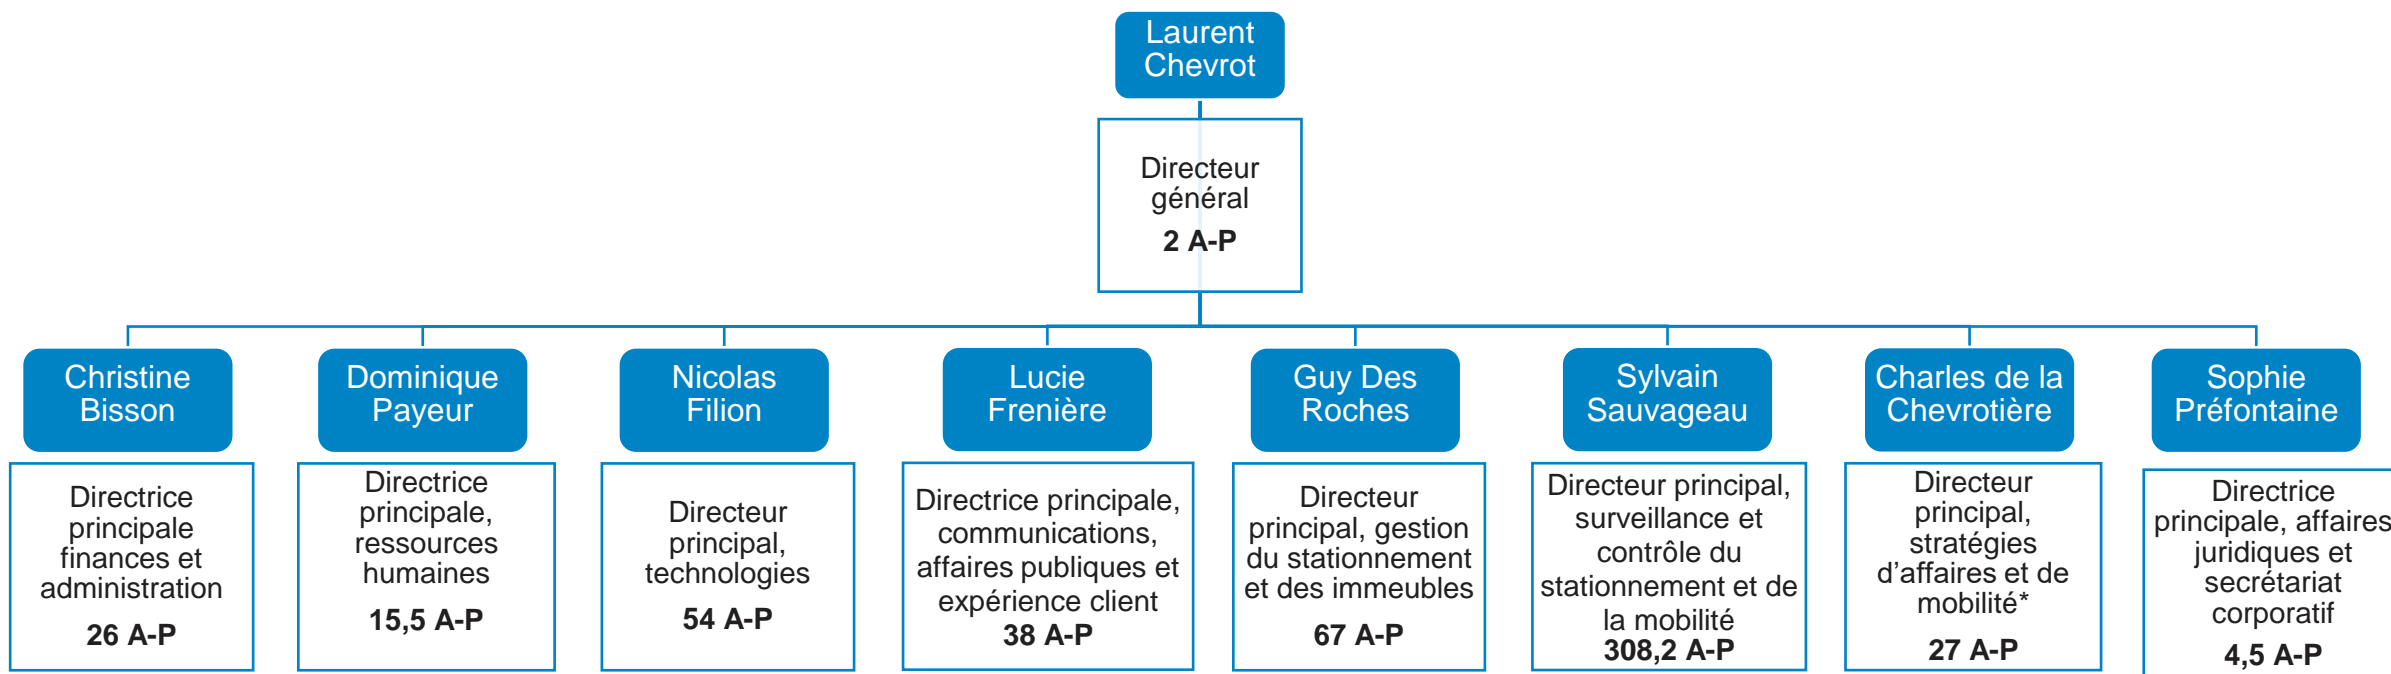 Laurent
Chevrot
Directeur
général
2 A-P
Christine
Bisson
Directrice
principale
finances et
administration
26 A-P
Dominique
Payeur
Directrice
principale,
ressources
humaines
15,5 A-P
Nicolas
Filion
Directeur
principal,
technologies
54 A-P
Lucie
Frenière
Directrice principale,
communications,
affaires publiques et
expérience client
38 A-P
Guy Des
Roches
Directeur
principal, gestion
du stationnement
et des immeubles
67 A-P
Sylvain
Sauvageau
Directeur principal,
surveillance et
contrôle du
stationnement et de
la mobilité
308,2 A-P
Charles de la
Chevrotière
Directeur
principal,
stratégies
d’affaires et de
mobilité*
27 A-P
Sophie
Préfontaine
Directrice
principale, affaires
juridiques et
secrétariat
corporatif
4,5 A-P